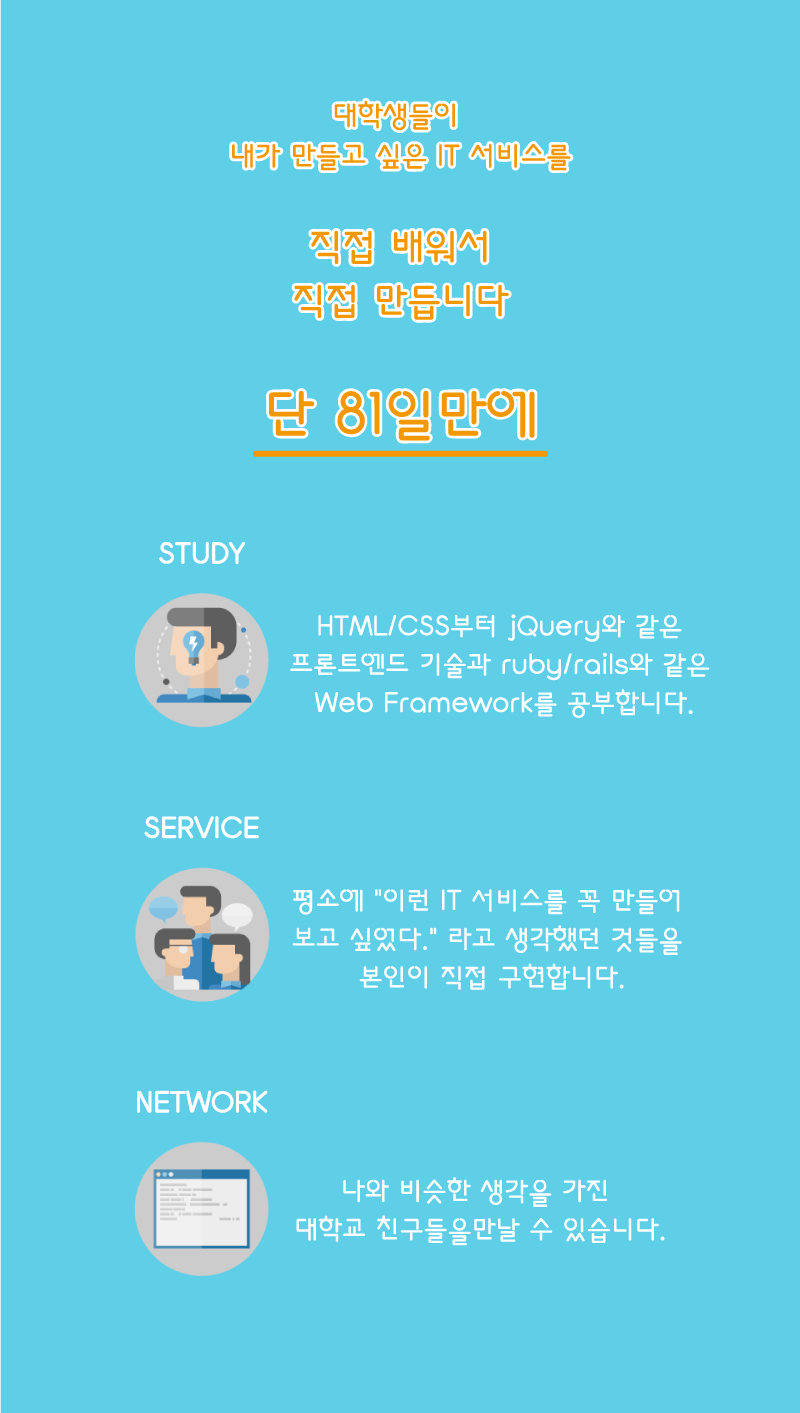 대학생들이
내가 만들고 싶은 IT 서비스를
직접 배워서
직접 만듭니다
단 81일만에
STUDY
HTML/CSS부터 jQuery와 같은
프론트엔드 기술과 ruby/rails와 같은
Web Framework를 공부합니다.
SERVICE
평소에 "이런 IT 서비스를 꼭 만들어
보고 싶었다." 라고 생각했던 것들을
본인이 직접 구현합니다.
NETWORK
나와 비슷한 생각을 가진
대학교 친구들을만날 수 있습니다.